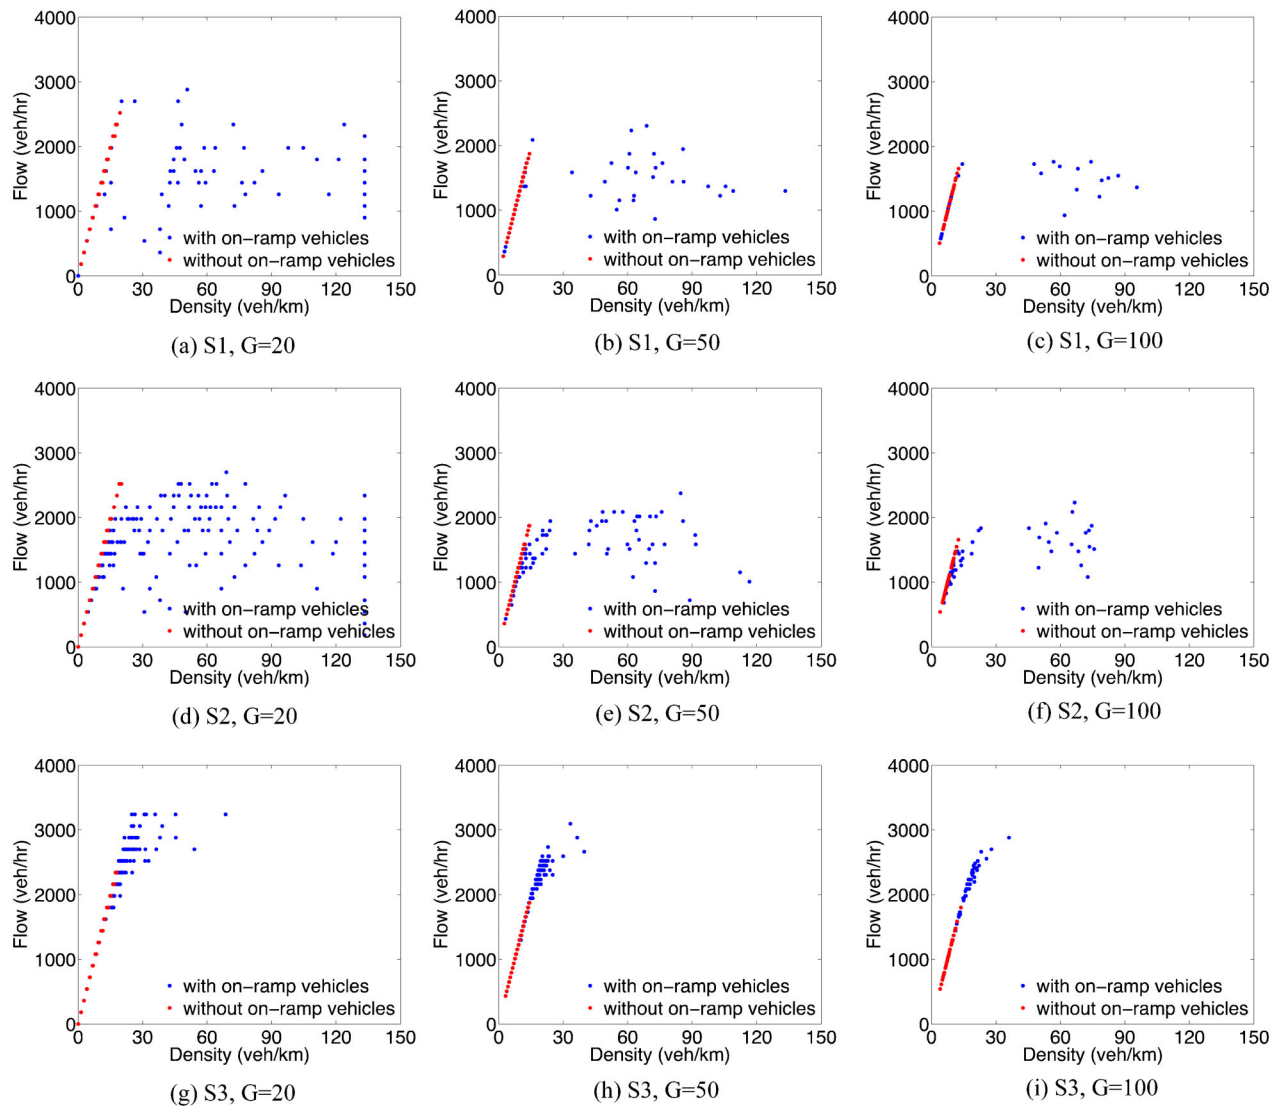 4000
3000
2000
1000
0
Flow (veh/hr)
with on-ramp vehicles
without on-ramp vehicles
0 30 60 90 120 150
Density (veh/km)
(a) S1, G=20
4000
3000
2000
1000
0
Flow (veh/hr)
with on-ramp vehicles
without on-ramp vehicles
0 30 60 90 120 150
Density (veh/km)
(b) S1, G=50
4000
3000
2000
1000
0
Flow (veh/hr)
with on-ramp vehicles
without on-ramp vehicles
0 30 60 90 120 150
Density (veh/km)
(c) S1, G=100
4000
3000
2000
1000
0
Flow (veh/hr)
with on-ramp vehicles
without on-ramp vehicles
0 30 60 90 120 150
Density (veh/km)
(d) S2, G=20
4000
3000
2000
1000
0
Flow (veh/hr)
with on-ramp vehicles
without on-ramp vehicles
0 30 60 90 120 150
Density (veh/km)
(e) S2, G=50
4000
3000
2000
1000
0
Flow (veh/hr)
with on-ramp vehicles
without on-ramp vehicles
0 30 60 90 120 150
Density (veh/km)
(f) S2, G=100
4000
3000
2000
1000
0
Flow (veh/hr)
with on-ramp vehicles
without on-ramp vehicles
0 30 60 90 120 150
Density (veh/km)
(g) S3, G=20
4000
3000
2000
1000
0
Flow (veh/hr)
with on-ramp vehicles
without on-ramp vehicles
0 30 60 90 120 150
Density (veh/km)
(h) S3, G=50
4000
3000
2000
1000
0
Flow (veh/hr)
with on-ramp vehicles
without on-ramp vehicles
0 30 60 90 120 150
Density (veh/km)
(i) S3, G=100